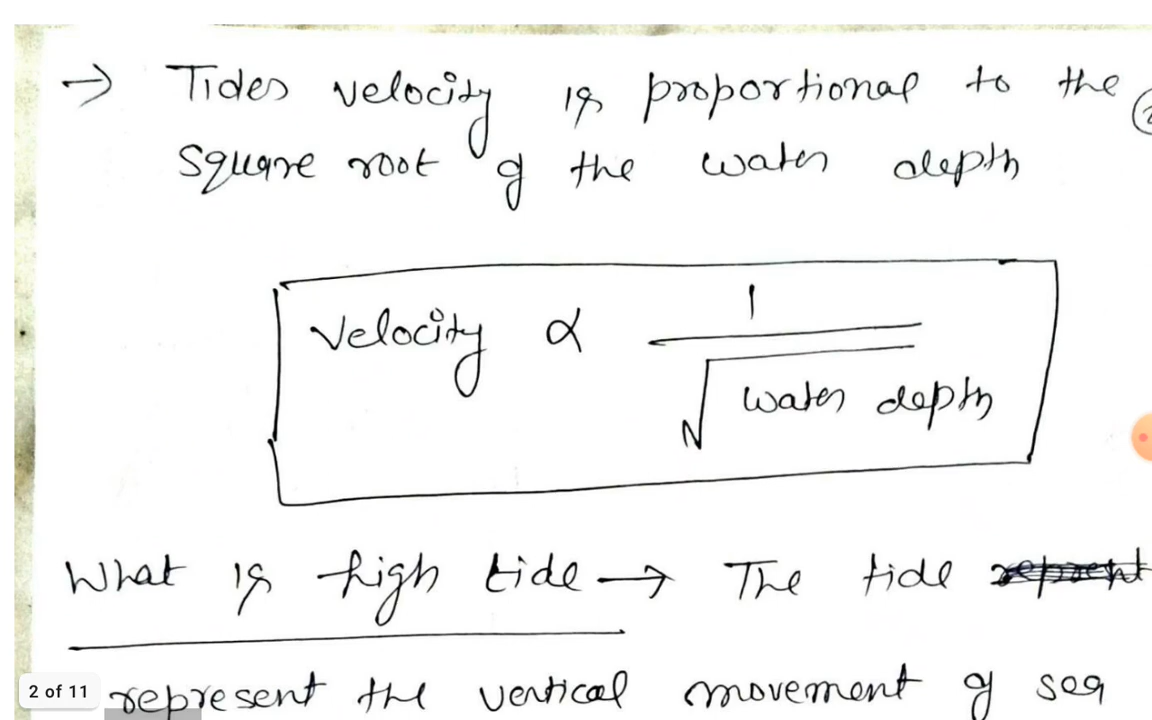 → Tides velocity is proportional to the
square root of the water depth
Velocity ∝ 1
√ water depth
What is high tide → The tide
represent the vertical movement of sea
2 of 11